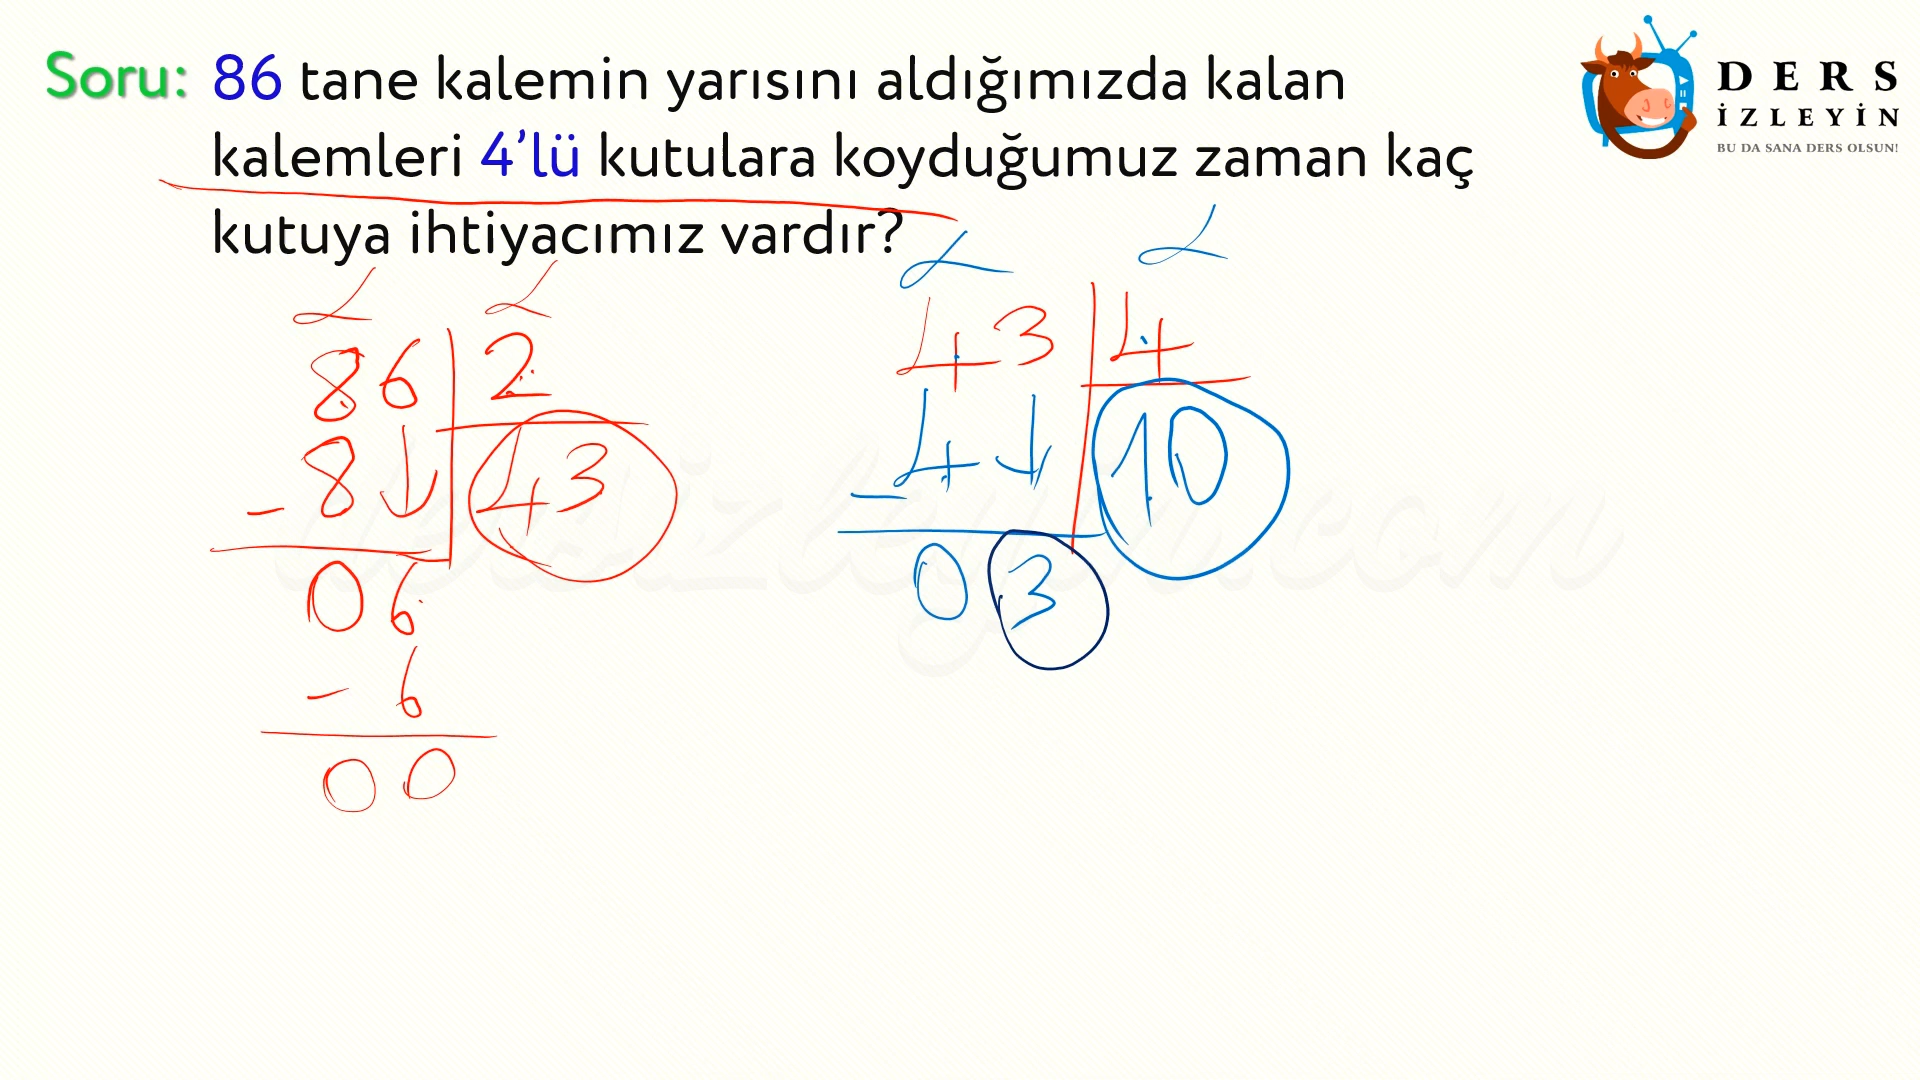 Soru: 86 tane kalemin yarısını aldığımızda kalan
kalemleri 4'lü kutulara koyduğumuz zaman kaç
kutuya ihtiyacımız vardır?
DERS
İZLEYİN
BU DA SANA DERS OLSUN!
86 2
- 8 43
06
- 6
00
43 4
- 4 10
03